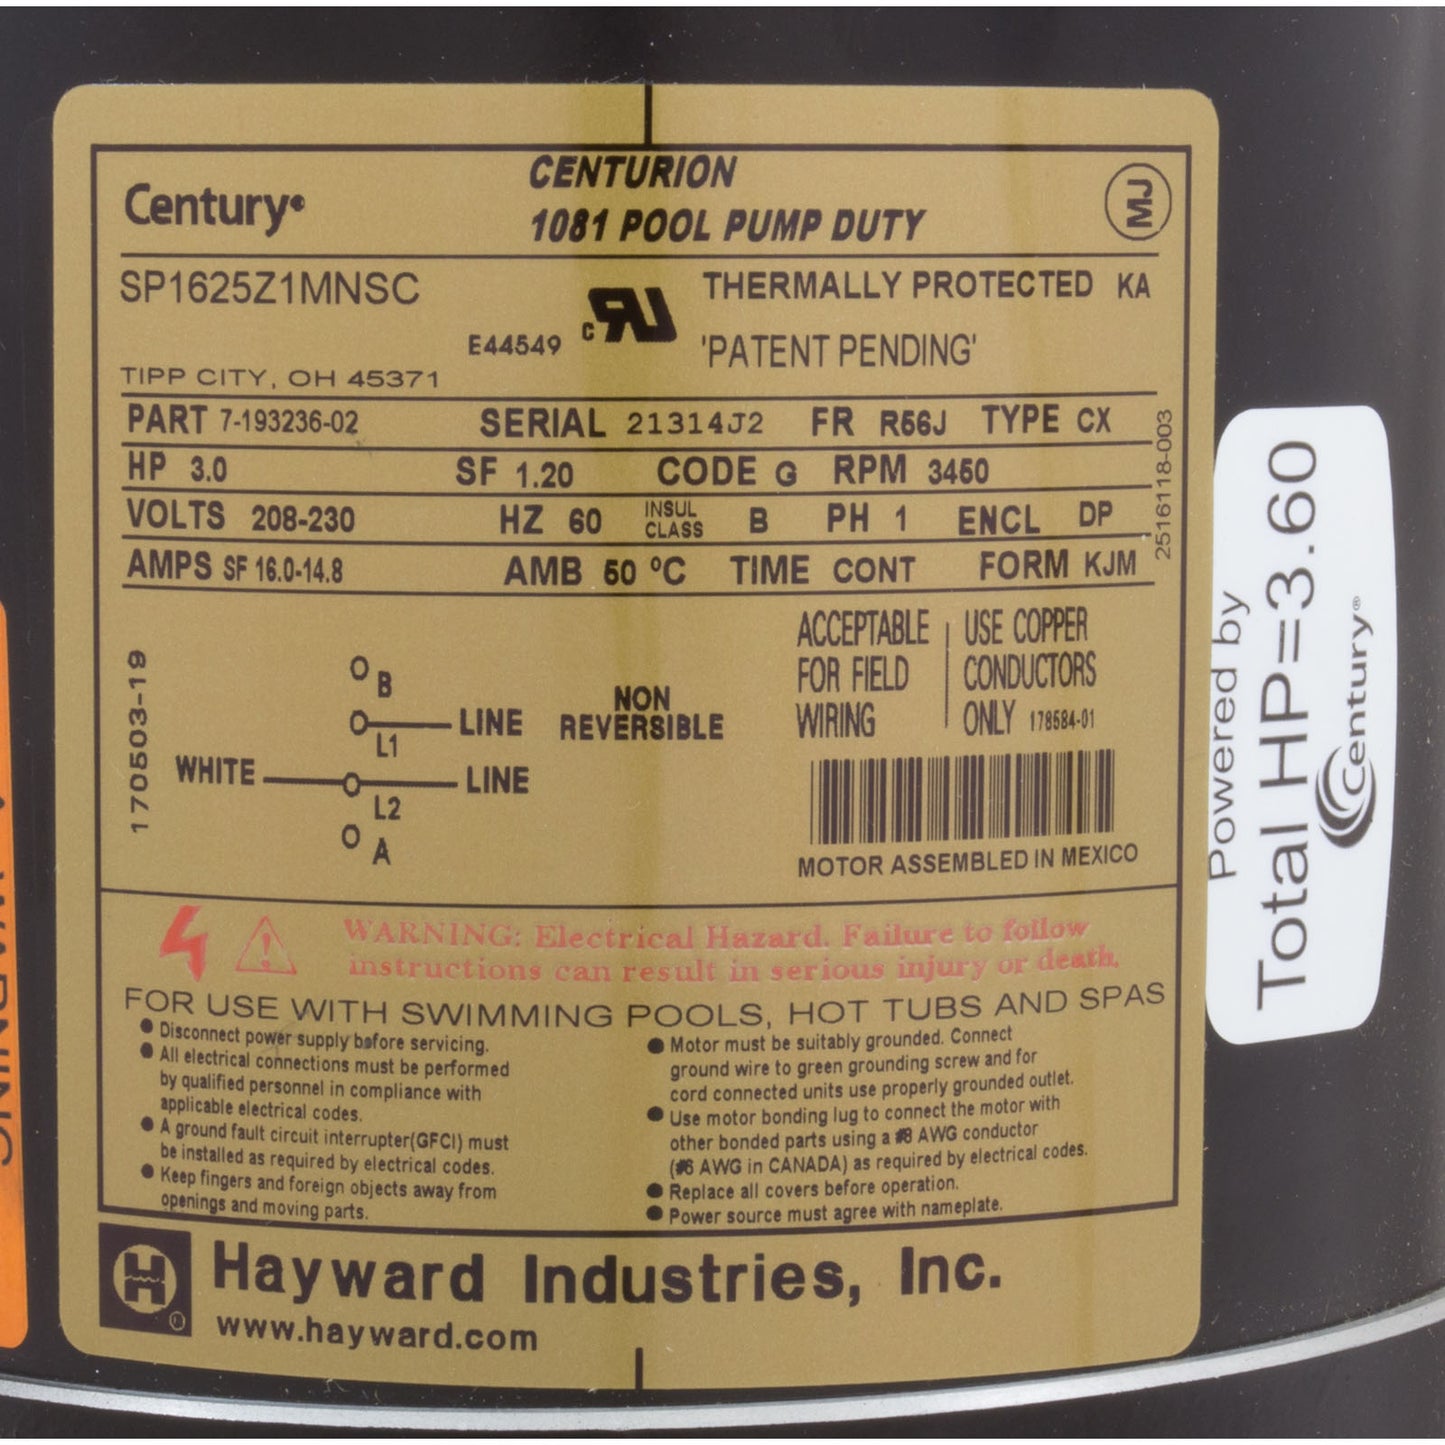 Century®
CENTURION
1081 POOL PUMP DUTY
MJ
SP1625Z1MNSC
THERMALLY PROTECTED KA
E44549 c RU
'PATENT PENDING'
TIPP CITY, OH 45371
PART 7-193236-02 SERIAL 21314J2 FR R56J TYPE CX
HP 3.0 SF 1.20 CODE G RPM 3450
VOLTS 208-230 HZ 60 INSUL CLASS B PH 1 ENCL DP
AMPS SF 16.0-14.8 AMB 50 °C TIME CONT FORM KJM
2516118-003
170503-19
B
L1 LINE
WHITE L2 LINE
A
NON
REVERSIBLE
ACCEPTABLE
FOR FIELD
WIRING
USE COPPER
CONDUCTORS
ONLY 178584-01
MOTOR ASSEMBLED IN MEXICO
WARNING: Electrical Hazard. Failure to follow
instructions can result in serious injury or death.
FOR USE WITH SWIMMING POOLS, HOT TUBS AND SPAS
● Disconnect power supply before servicing.
● All electrical connections must be performed
by qualified personnel in compliance with
applicable electrical codes.
● A ground fault circuit interrupter(GFCI) must
be installed as required by electrical codes.
● Keep fingers and foreign objects away from
openings and moving parts.
● Motor must be suitably grounded. Connect
ground wire to green grounding screw and for
cord connected units use properly grounded outlet.
● Use motor bonding lug to connect the motor with
other bonded parts using a #8 AWG conductor
(#6 AWG in CANADA) as required by electrical codes.
● Replace all covers before operation.
● Power source must agree with nameplate.
H ®
Hayward Industries, Inc.
www.hayward.com
Powered by
Total HP=3.60
Century®